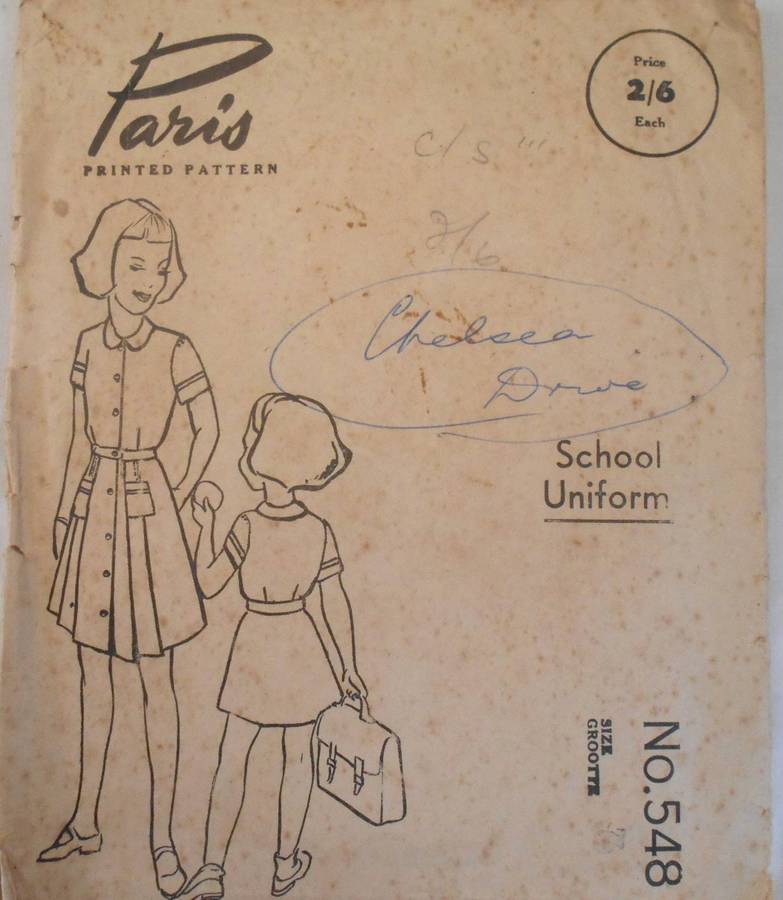 Paris
PRINTED PATTERN
Price
2/6
Each
C/S "'
2/6
Chelsea
Drive
School
Uniform
SIZE
GROOTTE
No. 548